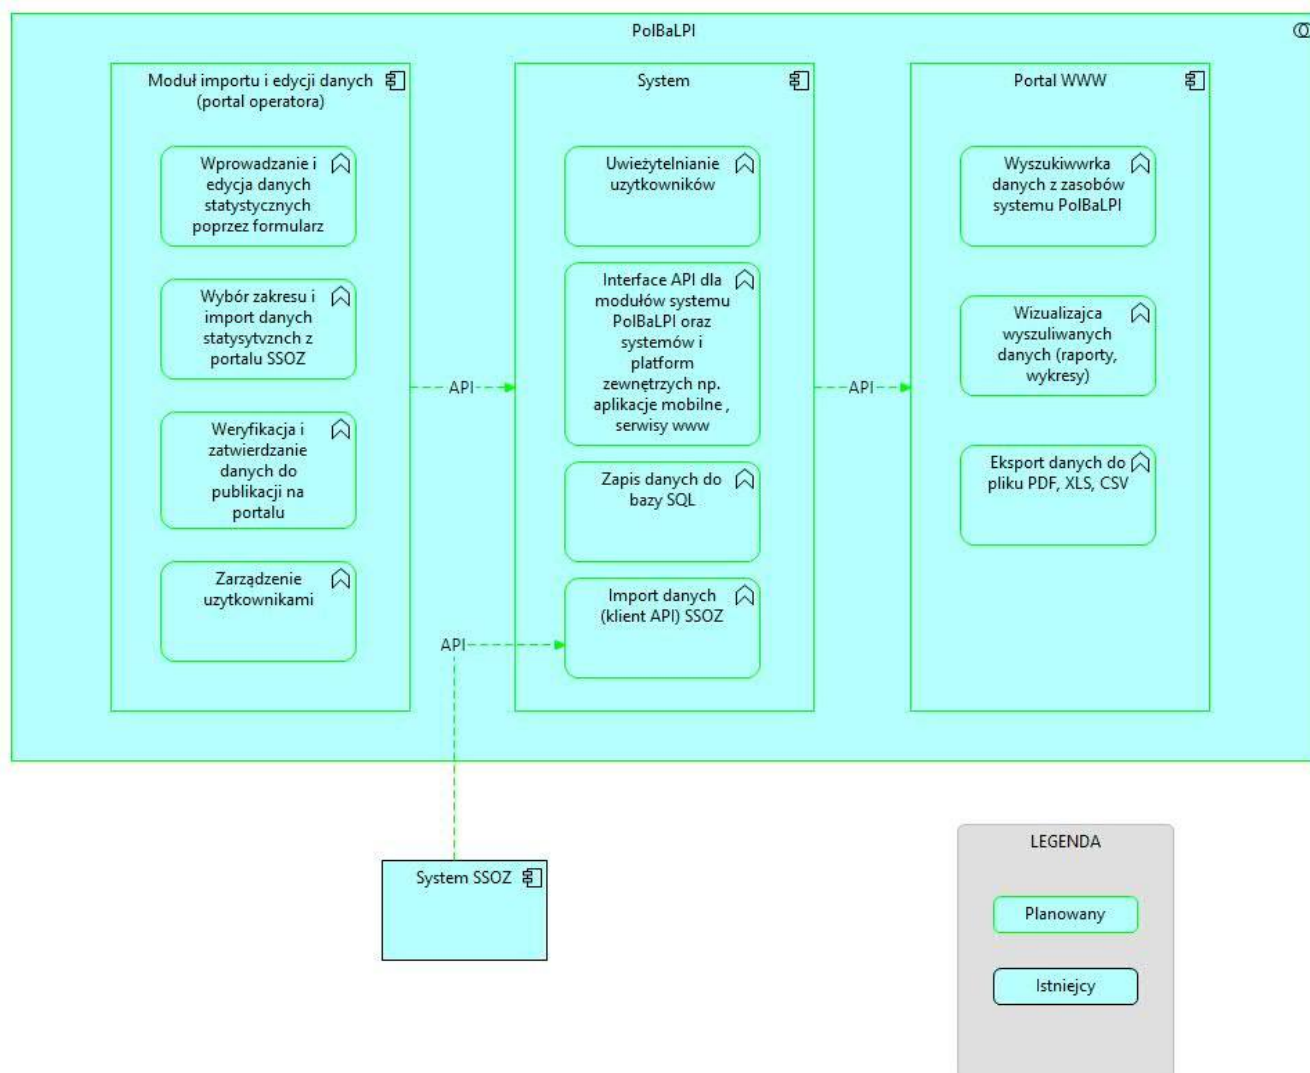 PolBaLPI
Moduł importu i edycji danych
(portal operatora)
Wprowadzanie i
edycja danych
statystycznych
poprzez formularz
Wybór zakresu i
import danych
statysytvznch z
portalu SSOZ
Weryfikacja i
zatwierdzanie
danych do
publikacji na
portalu
Zarządzenie
uzytkownikami
API
System
Uwieżytelnianie
uzytkowników
Interface API dla
modułów systemu
PolBaLPI oraz
systemów i
platform
zewnętrzych np.
aplikacje mobilne ,
serwisy www
Zapis danych do
bazy SQL
Import danych
(klient API) SSOZ
API
API
Portal WWW
Wyszukiwwrka
danych z zasobów
systemu PolBaLPI
Wizualizajca
wyszuliwanych
danych (raporty,
wykresy)
Eksport danych do
pliku PDF, XLS, CSV
System SSOZ
LEGENDA
Planowany
Istniejcy